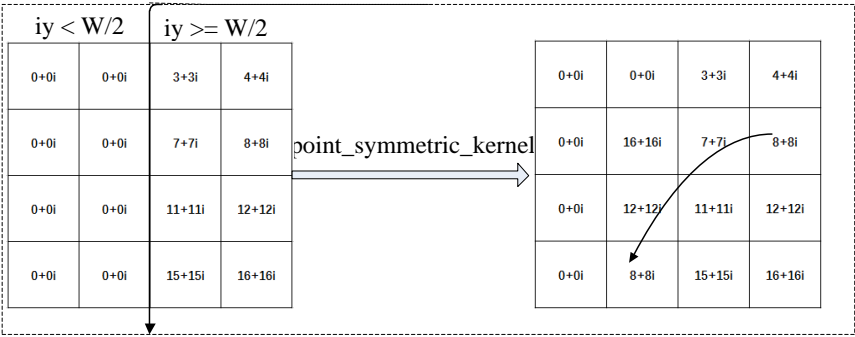 iy < W/2 iy >= W/2
0+0i 0+0i 3+3i 4+4i
0+0i 0+0i 7+7i 8+8i
0+0i 0+0i 11+11i 12+12i
0+0i 0+0i 15+15i 16+16i
point_symmetric_kernel
0+0i 0+0i 3+3i 4+4i
0+0i 16+16i 7+7i 8+8i
0+0i 12+12i 11+11i 12+12i
0+0i 8+8i 15+15i 16+16i